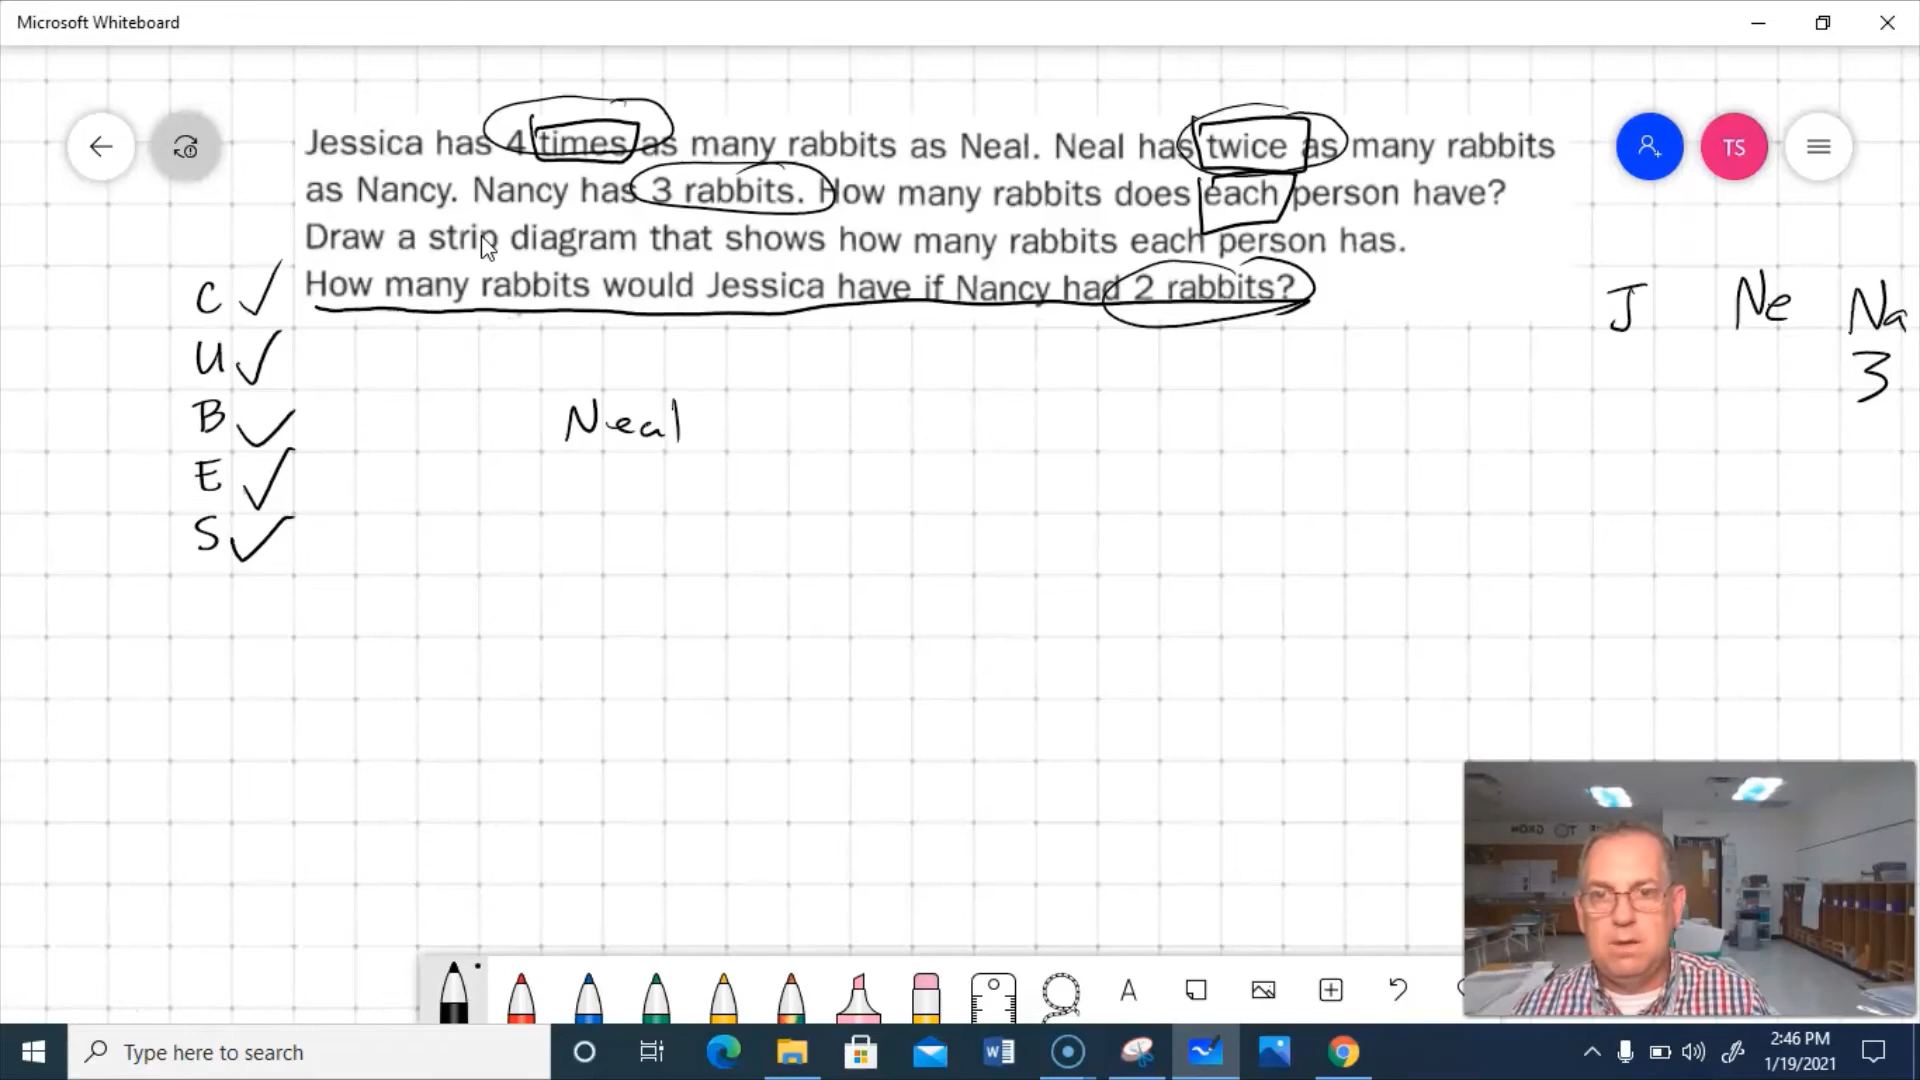 Microsoft Whiteboard
Jessica has 4 times as many rabbits as Neal. Neal has twice as many rabbits
as Nancy. Nancy has 3 rabbits. How many rabbits does each person have?
Draw a strip diagram that shows how many rabbits each person has.
How many rabbits would Jessica have if Nancy had 2 rabbits?
TS
C
U
B
E
S
J Ne Na
3
Neal
A
Type here to search
2:46 PM
1/19/2021